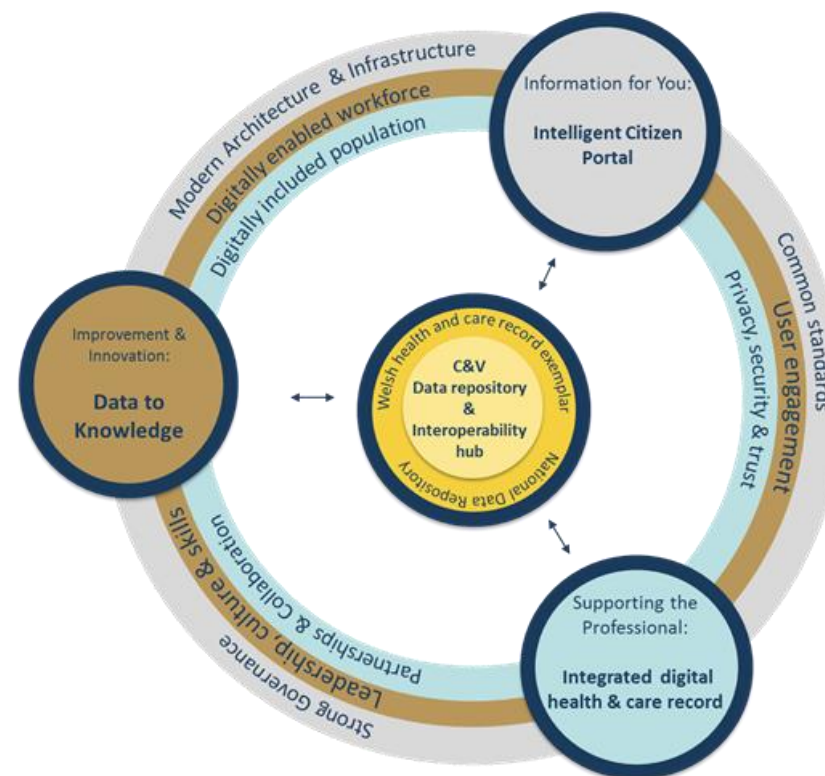 Modern Architecture & Infrastructure
Digitally enabled workforce
Digitally included population
Information for You:
Intelligent Citizen
Portal
Common standards
User engagement
Privacy, security & trust
Improvement &
Innovation:
Data to
Knowledge
Welsh health and care record exemplar
C&V
Data repository
&
Interoperability
hub
National Data Repository
Supporting the
Professional:
Integrated digital
health & care record
Partnerships & Collaboration
Leadership, culture & skills
Strong Governance